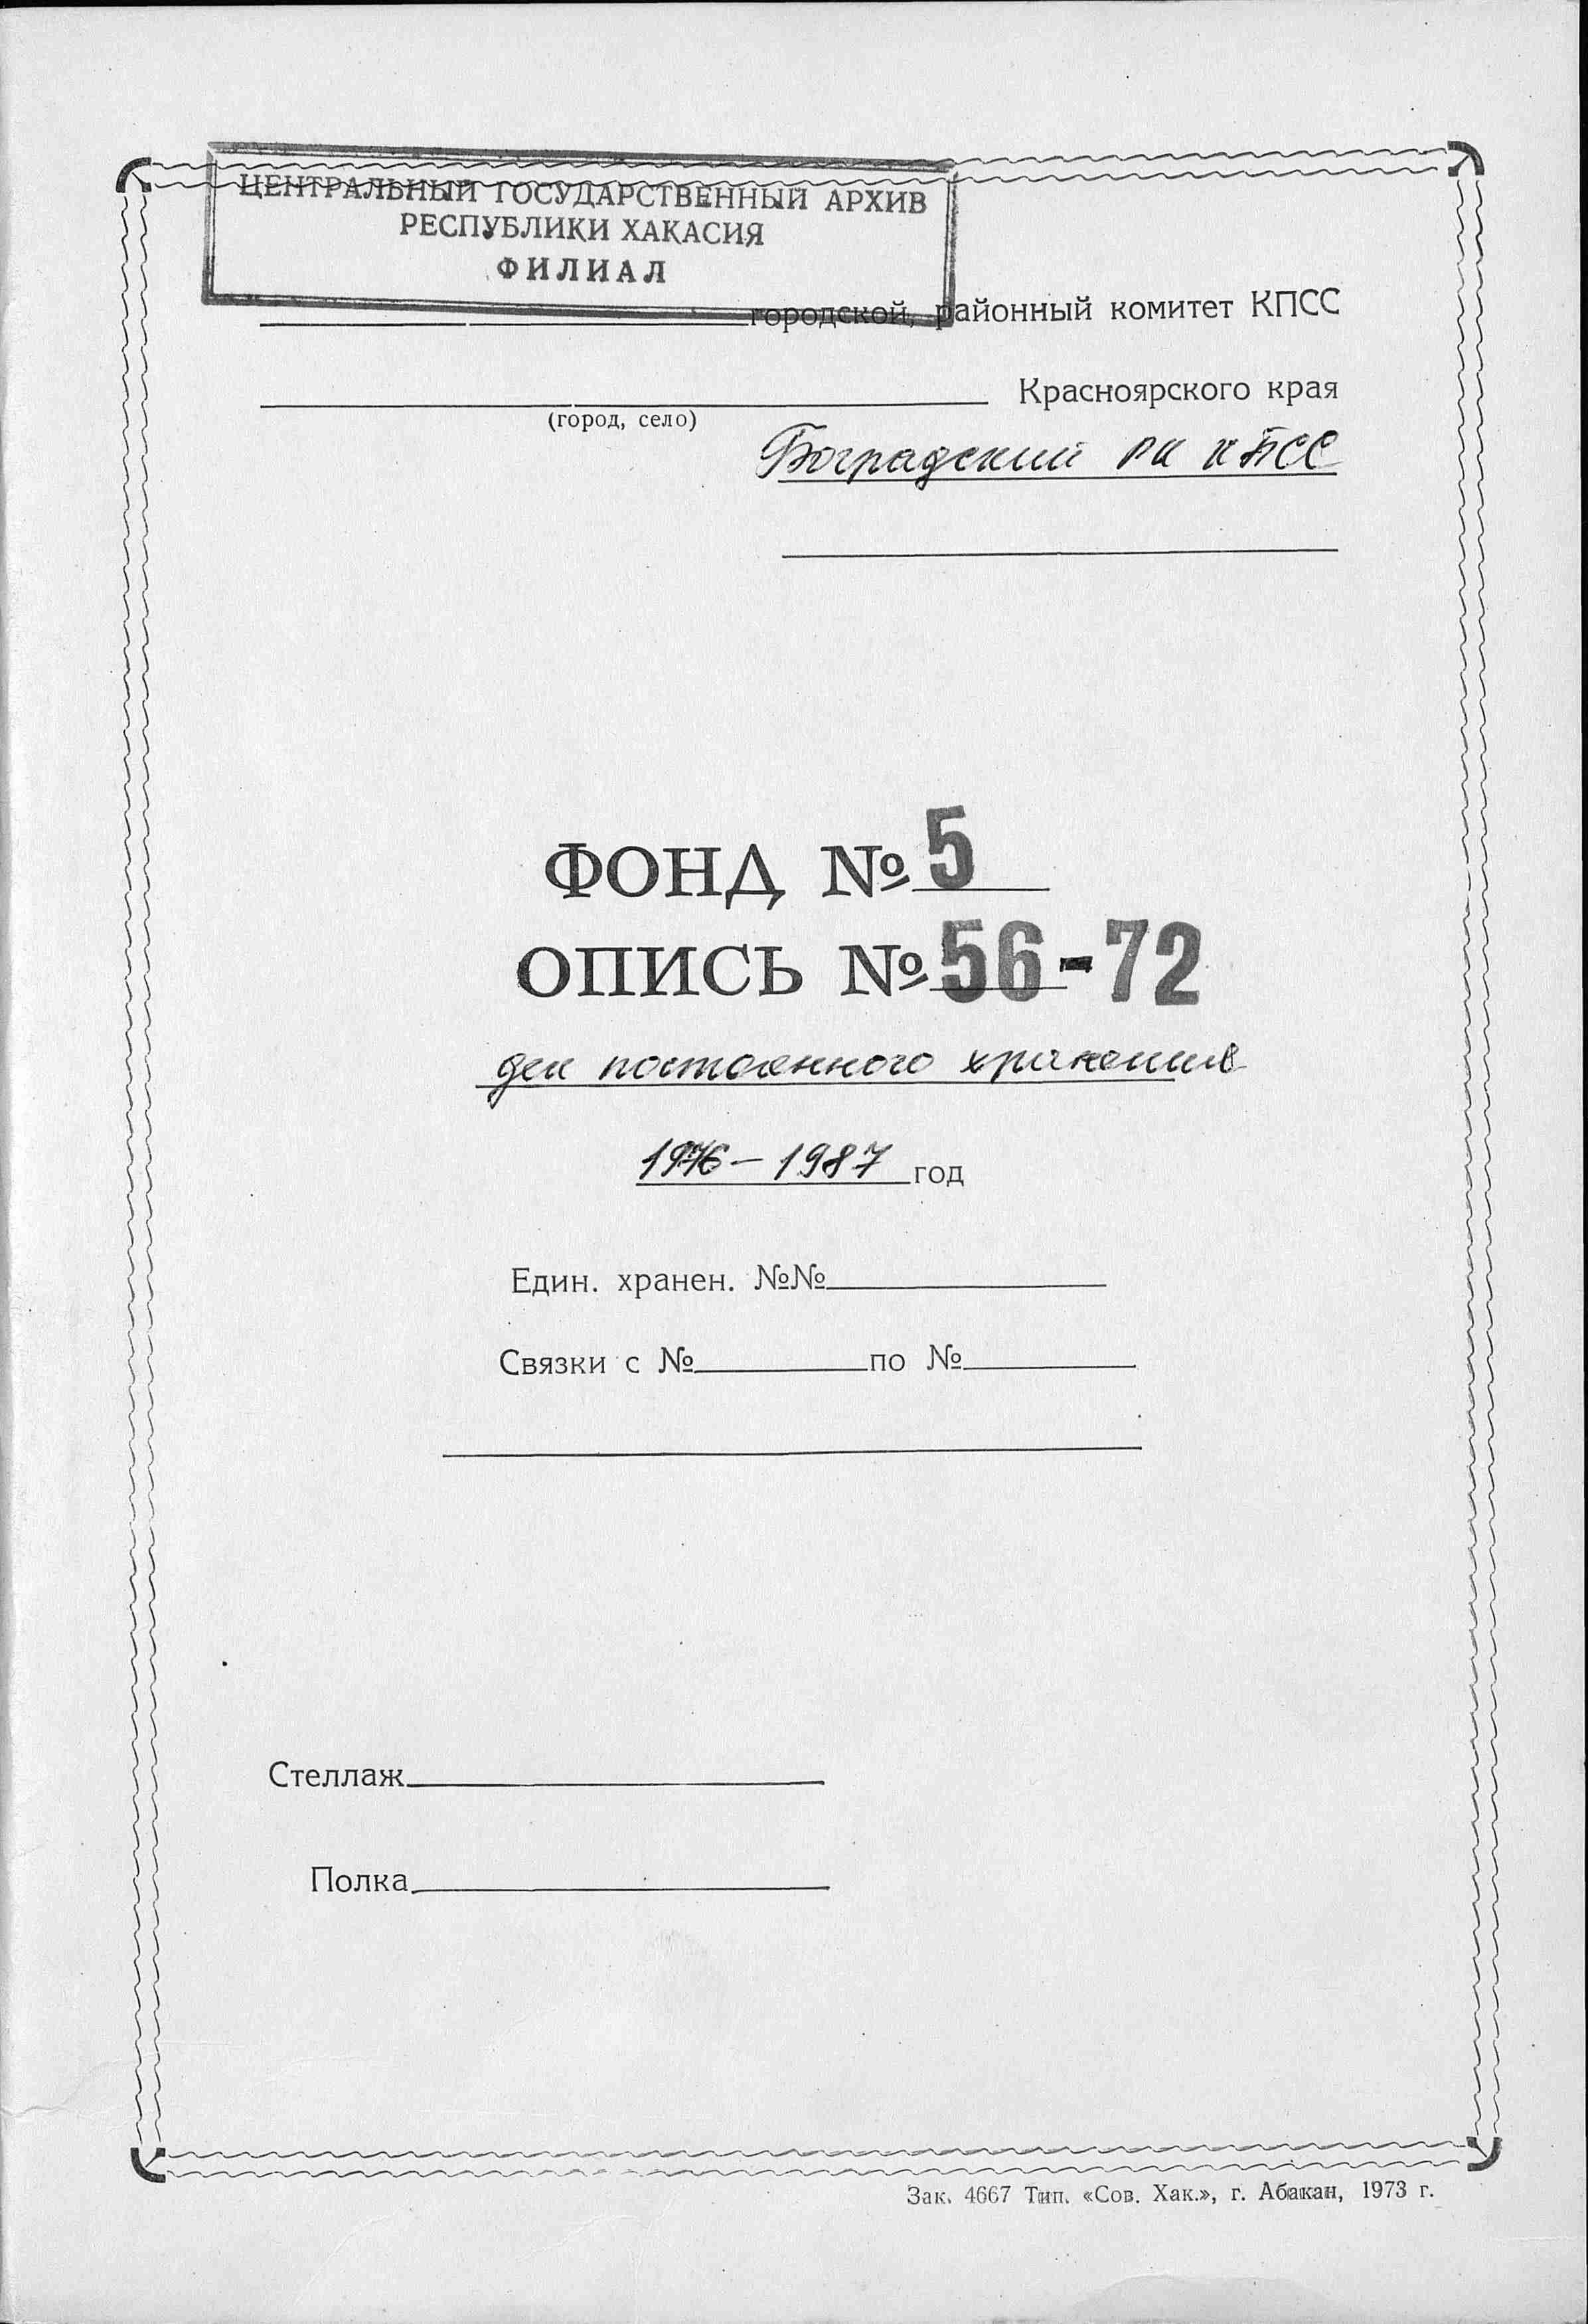 ЦЕНТРАЛЬНЫЙ ГОСУДАРСТВЕННЫЙ АРХИВ
РЕСПУБЛИКИ ХАКАСИЯ
ФИЛИАЛ
городской, районный комитет КПСС
Красноярского края
(город, село)
Боградский РК КПСС
ФОНД № 5
ОПИСЬ № 56-72
дел постоянного хранения
1976-1987 год
Един. хранен. №№
Связки с № по №
Стеллаж
Полка
Зак. 4667 Тип. «Сов. Хак.», г. Абакан, 1973 г.